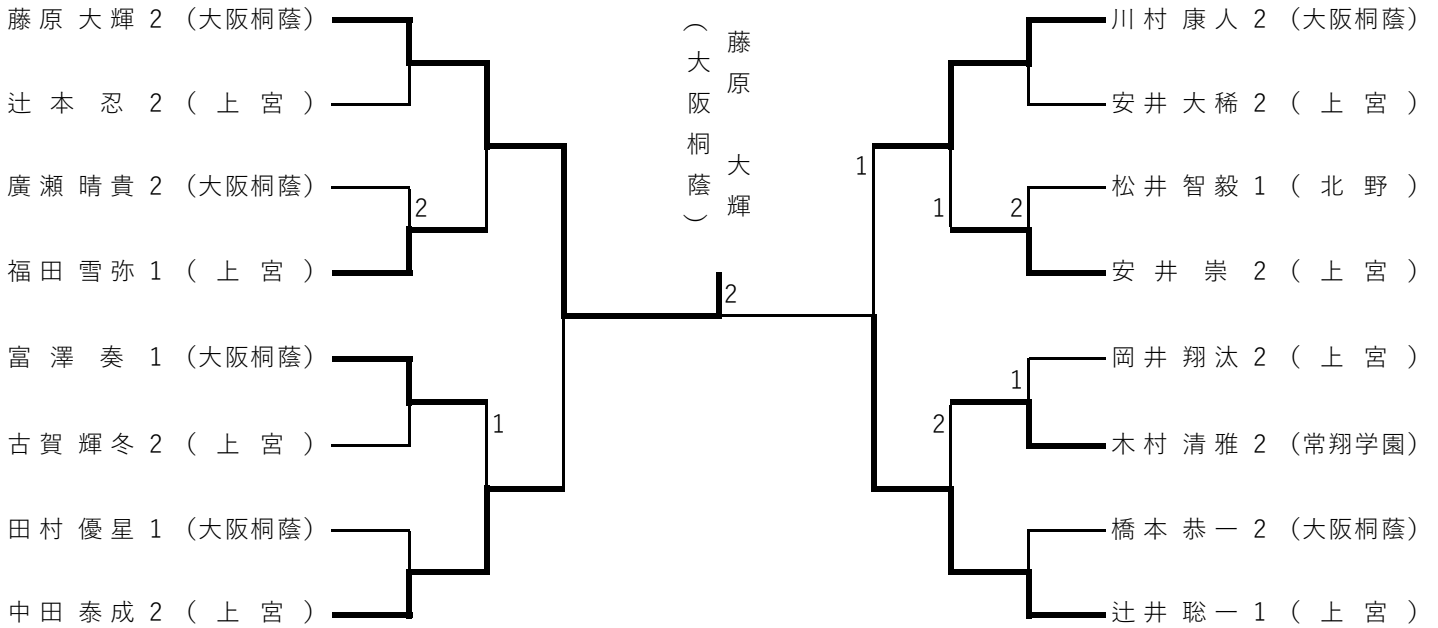 藤原 大輝 2 (大阪桐蔭)
辻本 忍 2 (上宮)
廣瀬 晴貴 2 (大阪桐蔭)
2
福田 雪弥 1 (上宮)
富澤 奏 1 (大阪桐蔭)
1
古賀 輝冬 2 (上宮)
田村 優星 1 (大阪桐蔭)
中田 泰成 2 (上宮)
藤原 大輝
(大阪桐蔭)
2
川村 康人 2 (大阪桐蔭)
安井 大稀 2 (上宮)
1
松井 智毅 1 (北野)
1
2
安井 崇 2 (上宮)
岡井 翔汰 2 (上宮)
1
2
木村 清雅 2 (常翔学園)
橋本 恭一 2 (大阪桐蔭)
辻井 聡一 1 (上宮)